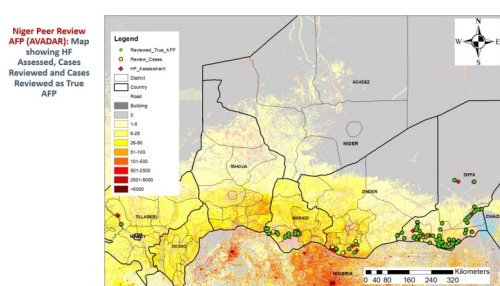 Niger Peer Review
AFP (AVADAR): Map
showing HF
Assessed, Cases
Reviewed and Cases
Reviewed as True
AFP
Legend
Reviewed_True_AFP
Review_Cases
HF_Assessment
District
Country
Road
Building
0
1-5
6-25
26-50
51-100
101-500
501-2500
2501-5000
>5000
N
W E
S
AGADEZ
NIGER
TAHOUA
ZINDER
DIFFA
CHAD
TILLABERI
MARADI
DOSSO
NIGERIA
Kilometers
0 40 80 160 240 320